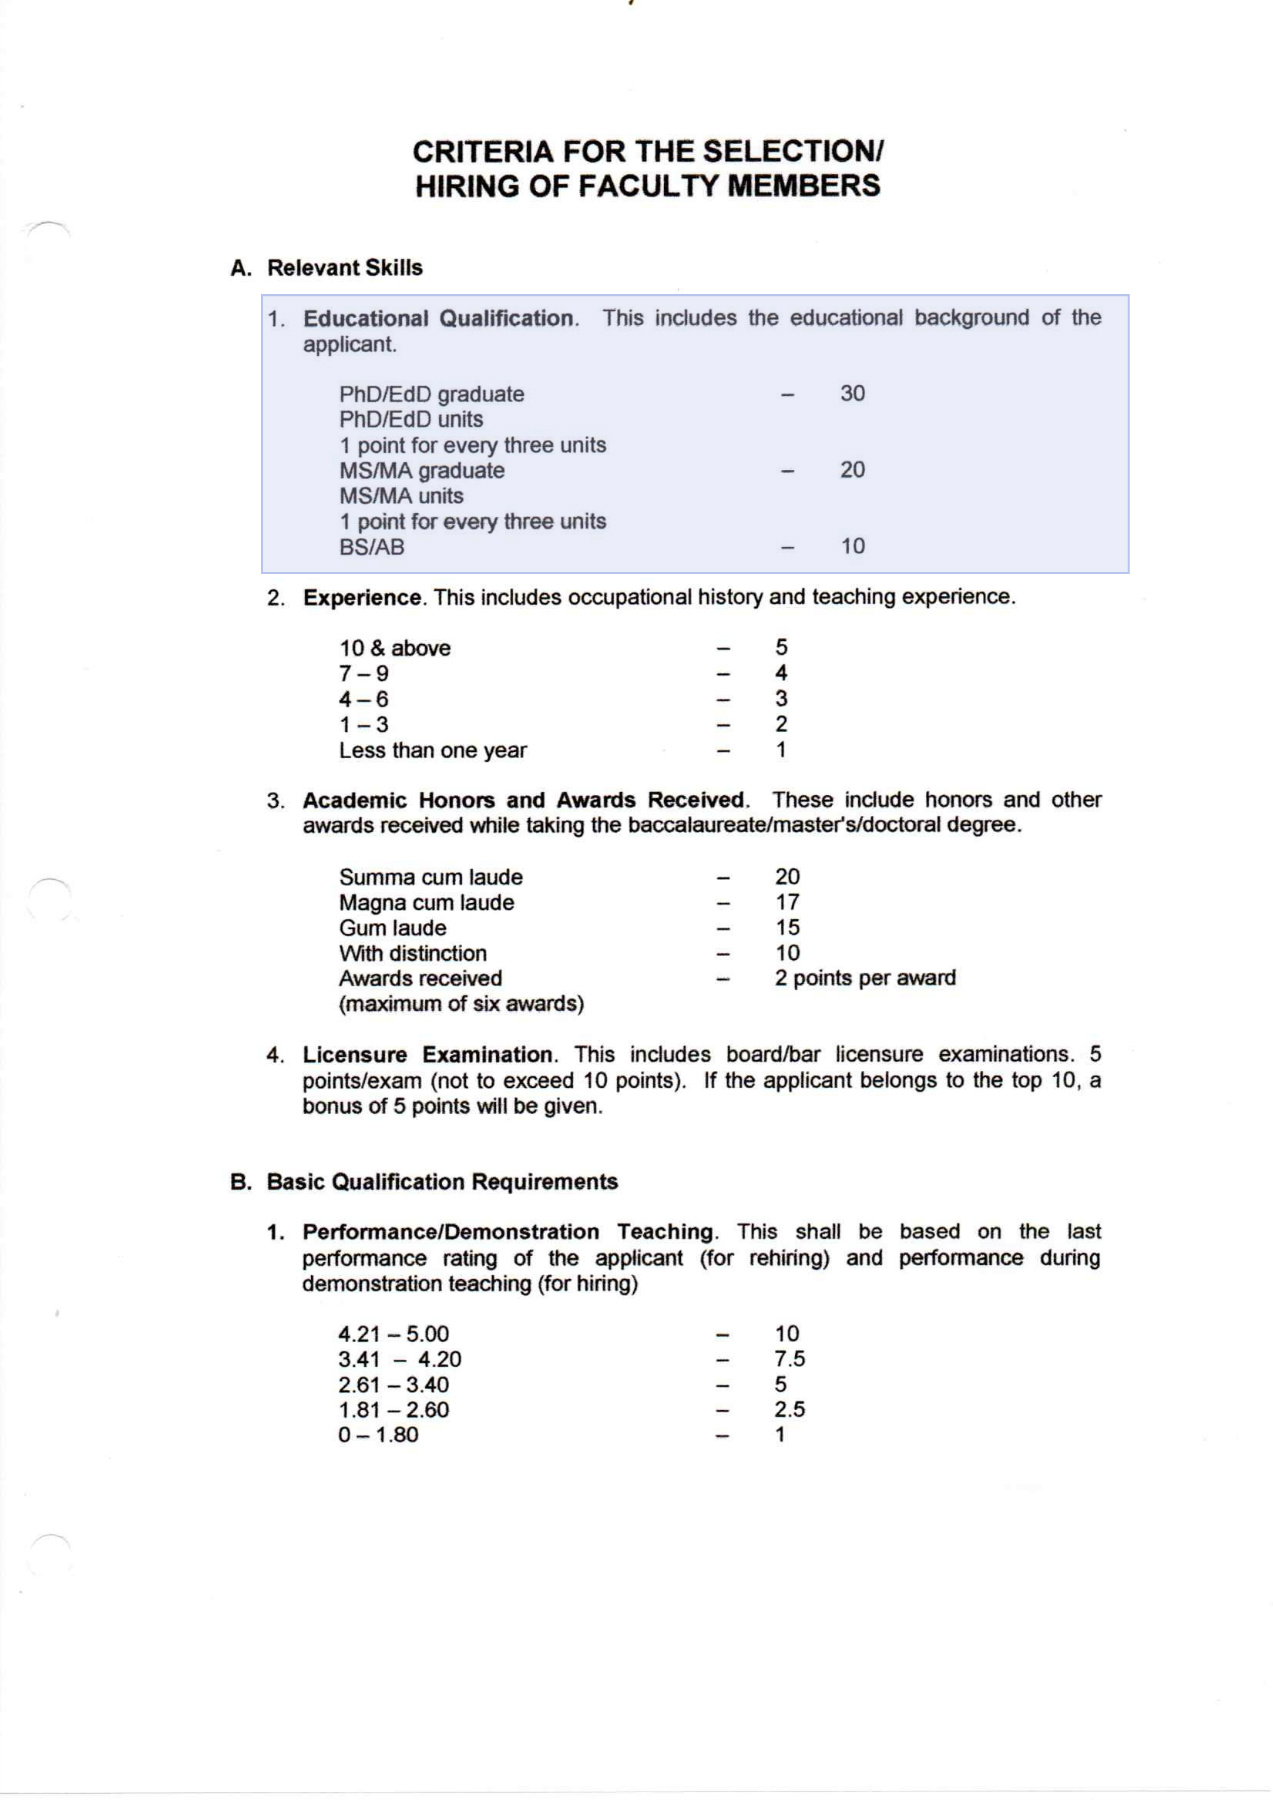 CRITERIA FOR THE SELECTION/
HIRING OF FACULTY MEMBERS
A. Relevant Skills
1. Educational Qualification. This includes the educational background of the
applicant.
PhD/EdD graduate – 30
PhD/EdD units
1 point for every three units
MS/MA graduate – 20
MS/MA units
1 point for every three units
BS/AB – 10
2. Experience. This includes occupational history and teaching experience.
10 & above – 5
7 – 9 – 4
4 – 6 – 3
1 – 3 – 2
Less than one year – 1
3. Academic Honors and Awards Received. These include honors and other
awards received while taking the baccalaureate/master's/doctoral degree.
Summa cum laude – 20
Magna cum laude – 17
Gum laude – 15
With distinction – 10
Awards received – 2 points per award
(maximum of six awards)
4. Licensure Examination. This includes board/bar licensure examinations. 5
points/exam (not to exceed 10 points). If the applicant belongs to the top 10, a
bonus of 5 points will be given.
B. Basic Qualification Requirements
1. Performance/Demonstration Teaching. This shall be based on the last
performance rating of the applicant (for rehiring) and performance during
demonstration teaching (for hiring)
4.21 – 5.00 – 10
3.41 – 4.20 – 7.5
2.61 – 3.40 – 5
1.81 – 2.60 – 2.5
0 – 1.80 – 1